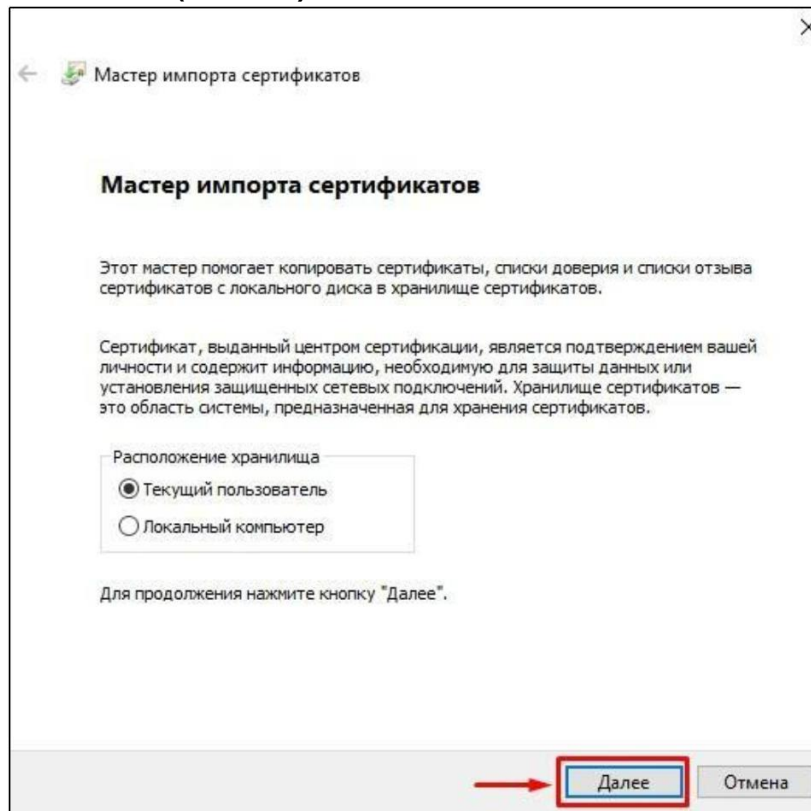 Мастер импорта сертификатов
Мастер импорта сертификатов
Этот мастер помогает копировать сертификаты, списки доверия и списки отзыва
сертификатов с локального диска в хранилище сертификатов.
Сертификат, выданный центром сертификации, является подтверждением вашей
личности и содержит информацию, необходимую для защиты данных или
установления защищенных сетевых подключений. Хранилище сертификатов —
это область системы, предназначенная для хранения сертификатов.
Расположение хранилища
Текущий пользователь
Локальный компьютер
Для продолжения нажмите кнопку "Далее".
Далее Отмена